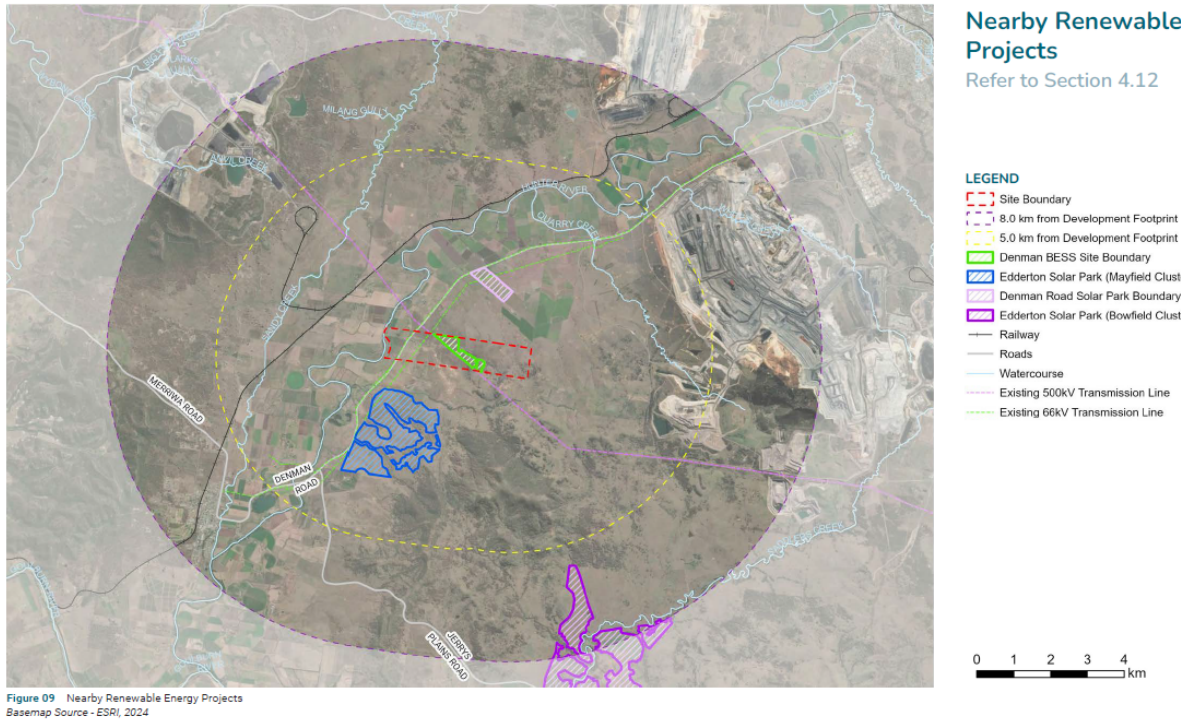 Nearby Renewable
Projects
Refer to Section 4.12
LEGEND
Site Boundary
8.0 km from Development Footprint
5.0 km from Development Footprint
Denman BESS Site Boundary
Edderton Solar Park (Mayfield Clust
Denman Road Solar Park Boundary
Edderton Solar Park (Bowfield Clust
Railway
Roads
Watercourse
Existing 500kV Transmission Line
Existing 66kV Transmission Line
MILANG GULLY
ANVIL CREEK
HUNTER RIVER
QUARRY CREEK
SANDY CREEK
MERRIWA ROAD
DENMAN
ROAD
JERRYS
PLAINS ROAD
0 1 2 3 4
km
Figure 09 Nearby Renewable Energy Projects
Basemap Source - ESRI, 2024